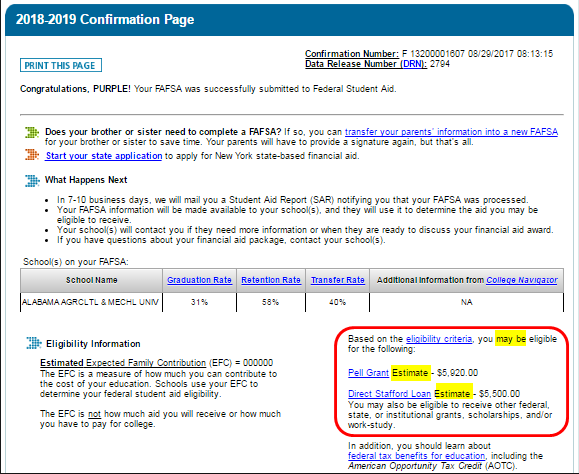 2018-2019 Confirmation Page
Confirmation Number: F 13200001607 08/29/2017 08:13:15
Data Release Number (DRN): 2794
PRINT THIS PAGE
Congratulations, PURPLE! Your FAFSA was successfully submitted to Federal Student Aid.
Does your brother or sister need to complete a FAFSA? If so, you can transfer your parents' information into a new FAFSA
for your brother or sister to save time. Your parents will have to provide a signature again, but that's all.
Start your state application to apply for New York state-based financial aid.
What Happens Next
• In 7-10 business days, we will mail you a Student Aid Report (SAR) notifying you that your FAFSA was processed.
• Your FAFSA information will be made available to your school(s), and they will use it to determine the aid you may be
eligible to receive.
• Your school(s) will contact you if they need more information or when they are ready to discuss your financial aid award.
• If you have questions about your financial aid package, contact your school(s).
School(s) on your FAFSA:
School Name Graduation Rate Retention Rate Transfer Rate Additional Information from College Navigator
ALABAMA AGRCLTL & MECHL UNIV 31% 58% 40% NA
Eligibility Information
Estimated Expected Family Contribution (EFC) = 000000
The EFC is a measure of how much you can contribute to
the cost of your education. Schools use your EFC to
determine your federal student aid eligibility.
The EFC is not how much aid you will receive or how much
you have to pay for college.
Based on the eligibility criteria, you may be eligible
for the following:
Pell Grant Estimate - $5,920.00
Direct Stafford Loan Estimate - $5,500.00
You may also be eligible to receive other federal,
state, or institutional grants, scholarships, and/or
work-study.
In addition, you should learn about
federal tax benefits for education, including the
American Opportunity Tax Credit (AOTC).